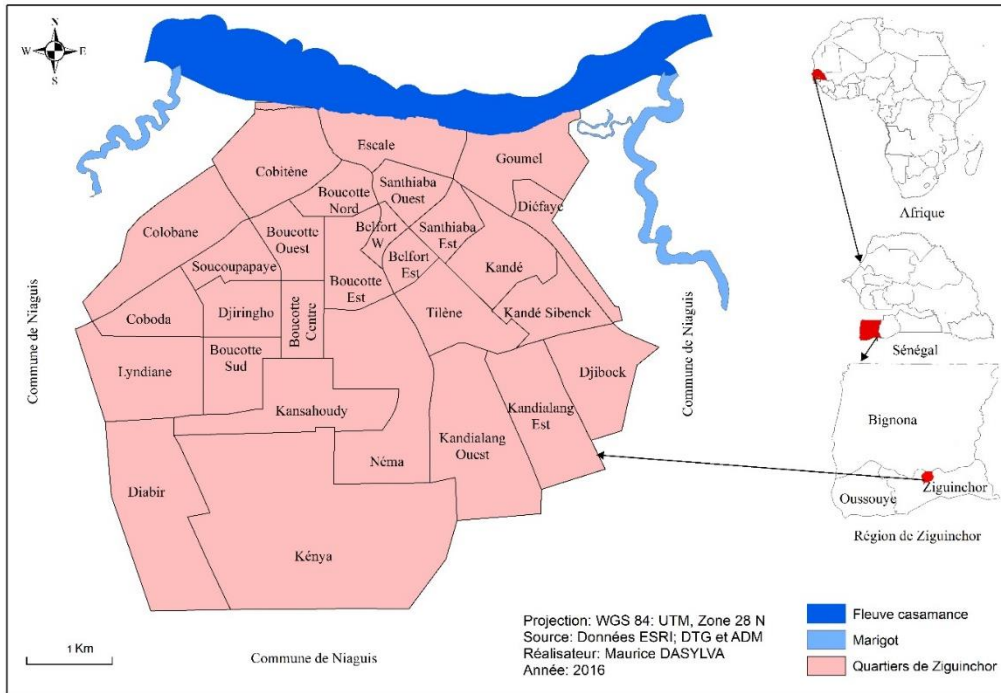 N
W E
S
Escale
Goumel
Cobitène
Santhiaba
Ouest
Boucotte
Nord
Diéfaye
Colobane
Boucotte
Ouest
Belfort
W
Santhiaba
Est
Soucoupapaye
Belfort
Est
Kandé
Boucotte
Est
Coboda
Djiringho
Boucotte
Centre
Tilène
Kandé Sibenck
Commune de Niaguis
Lyndiane
Boucotte
Sud
Djibock
Commune de Niaguis
Kansahoudy
Kandialang
Est
Kandialang
Ouest
Néma
Diabir
Kénya
Afrique
Sénégal
Bignona
Oussouye
Ziguinchor
Région de Ziguinchor
1 Km
Commune de Niaguis
Projection: WGS 84: UTM, Zone 28 N
Source: Données ESRI; DTG et ADM
Réalisateur: Maurice DASYLVA
Année: 2016
Fleuve casamance
Marigot
Quartiers de Ziguinchor